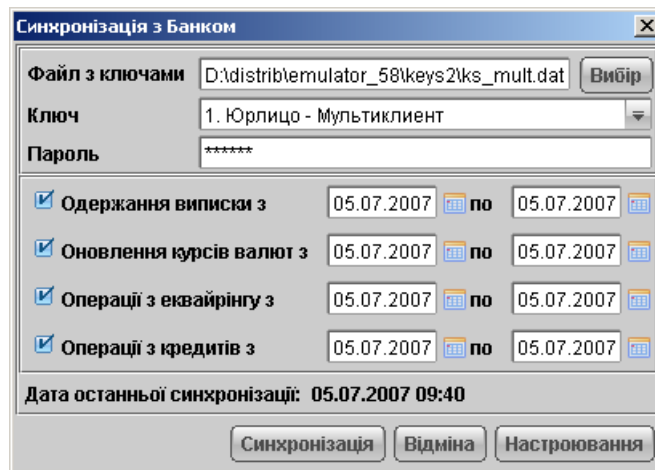 Синхронізація з Банком
Файл з ключами D:\distrib\emulator_58\keys2\ks_mult.dat Вибір
Ключ 1. Юрлицо - Мультиклиент
Пароль ******
Одержання виписки з 05.07.2007 по 05.07.2007
Оновлення курсів валют з 05.07.2007 по 05.07.2007
Операції з еквайрінгу з 05.07.2007 по 05.07.2007
Операції з кредитів з 05.07.2007 по 05.07.2007
Дата останньої синхронізації: 05.07.2007 09:40
Синхронізація Відміна Настроювання